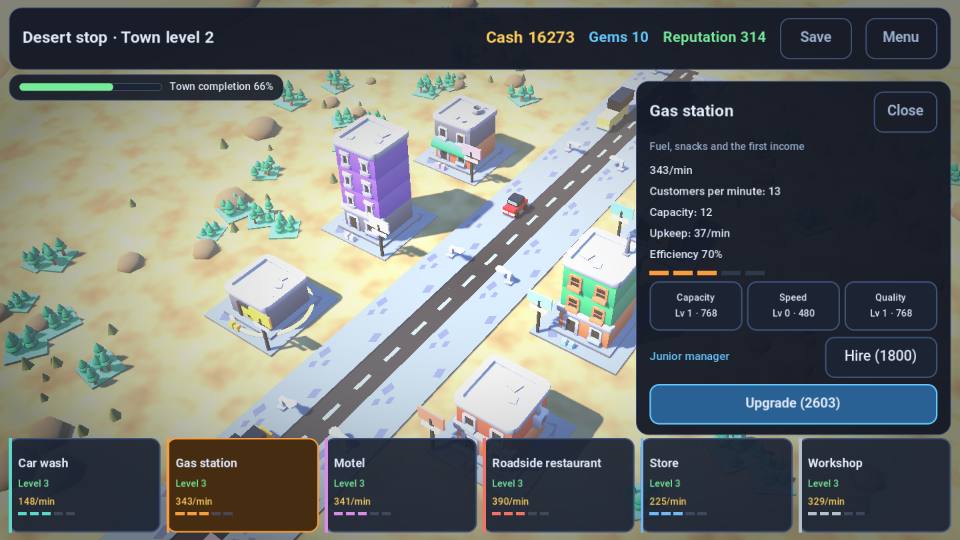 Desert stop · Town level 2
Cash 16273
Gems 10
Reputation 314
Save
Menu
Town completion 66%
Gas station
Close
Fuel, snacks and the first income
343/min
Customers per minute: 13
Capacity: 12
Upkeep: 37/min
Efficiency 70%
Capacity
Lv 1 · 768
Speed
Lv 0 · 480
Quality
Lv 1 · 768
Junior manager
Hire (1800)
Upgrade (2603)
Car wash
Level 3
148/min
Gas station
Level 3
343/min
Motel
Level 3
341/min
Roadside restaurant
Level 3
390/min
Store
Level 3
225/min
Workshop
Level 3
329/min